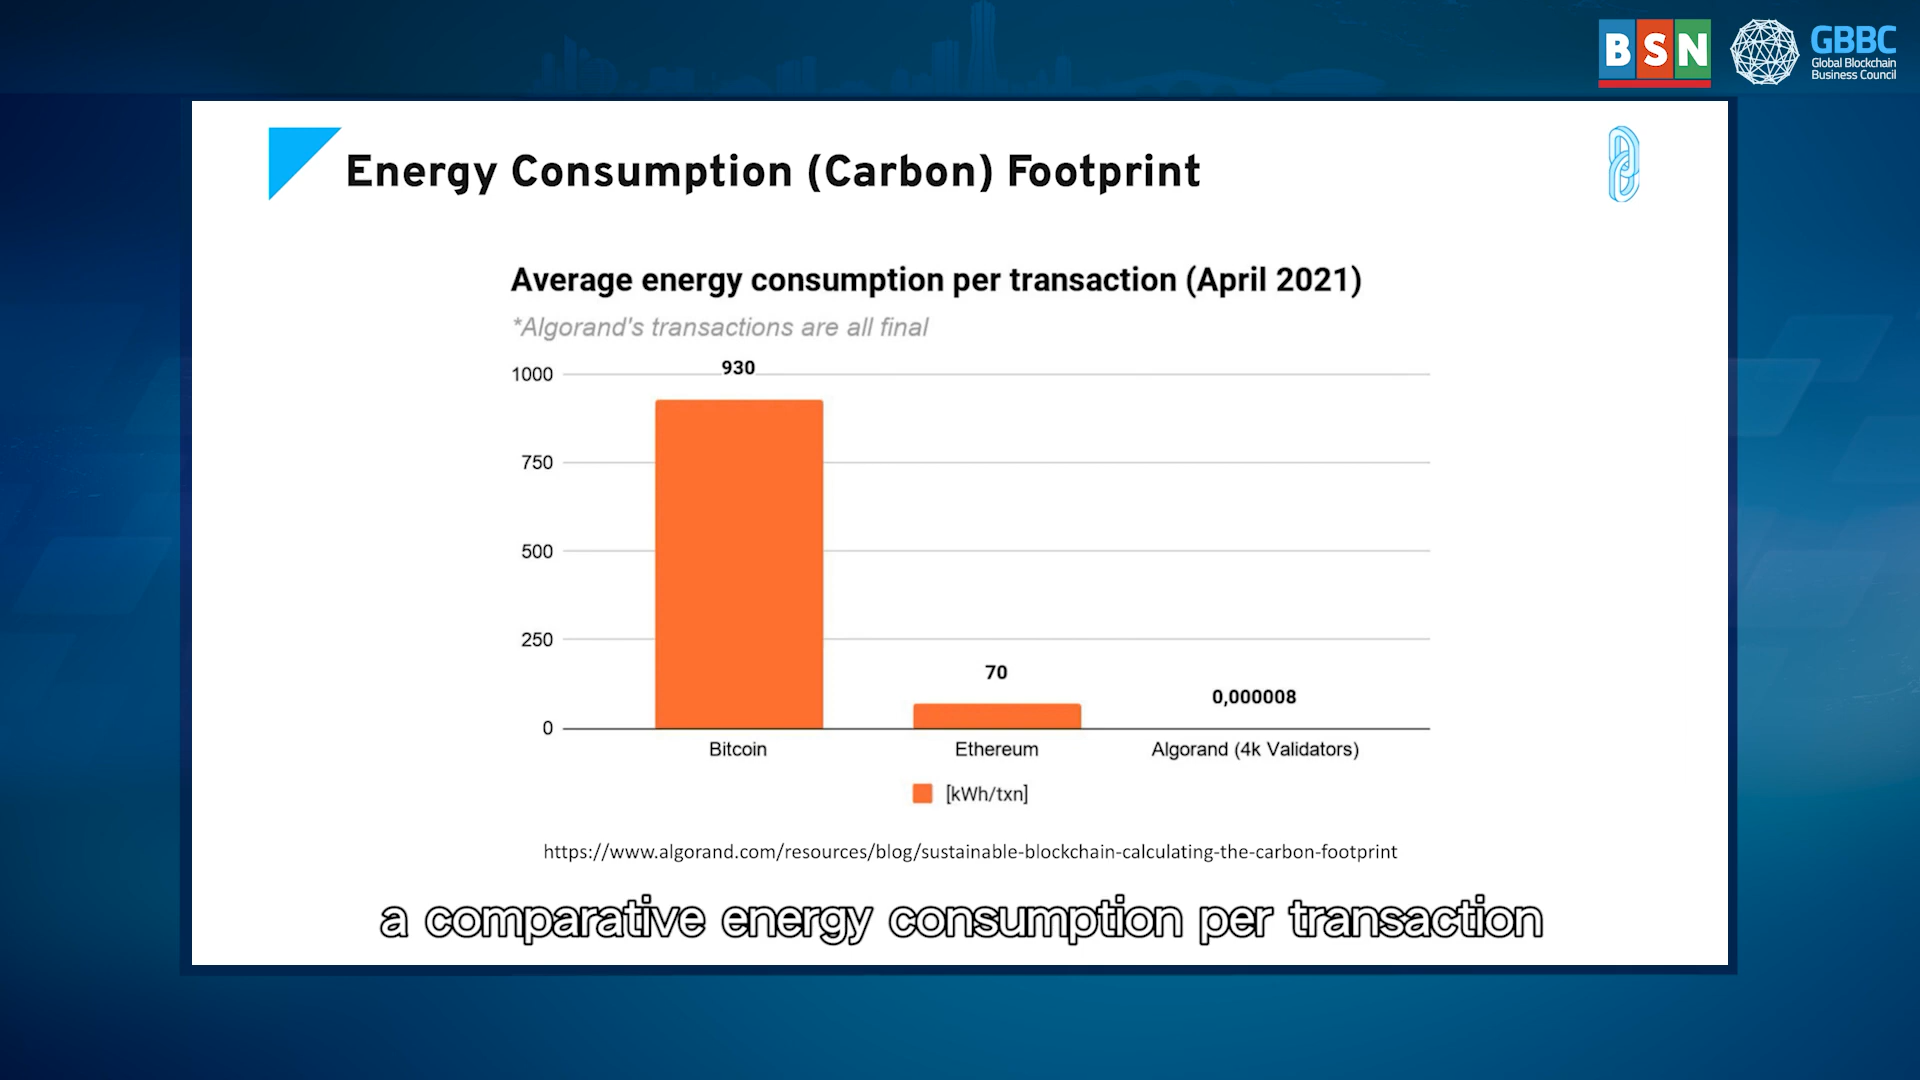 BSN
GBBC
Global Blockchain
Business Council
Energy Consumption (Carbon) Footprint
Average energy consumption per transaction (April 2021)
*Algorand's transactions are all final
1000
750
500
250
0
930
70
0,000008
Bitcoin
Ethereum
Algorand (4k Validators)
[kWh/txn]
https://www.algorand.com/resources/blog/sustainable-blockchain-calculating-the-carbon-footprint
a comparative energy consumption per transaction